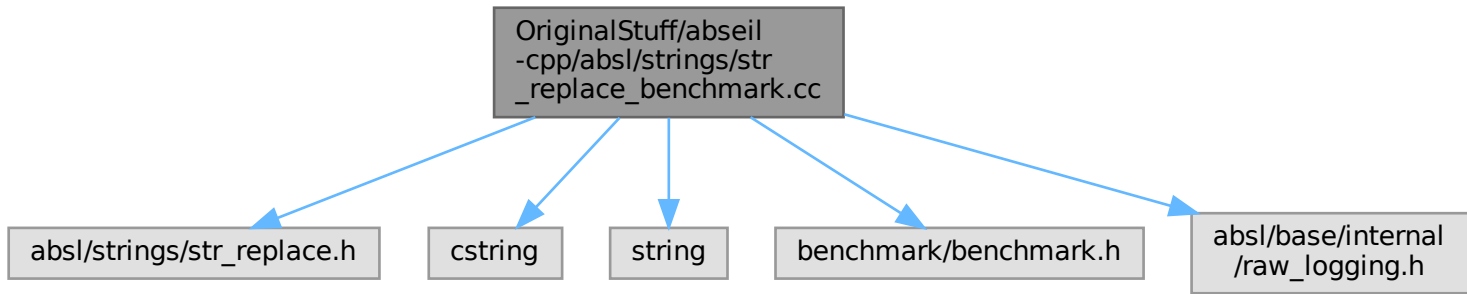 OriginalStuff/abseil
-cpp/absl/strings/str
_replace_benchmark.cc
absl/strings/str_replace.h
cstring
string
benchmark/benchmark.h
absl/base/internal
/raw_logging.h